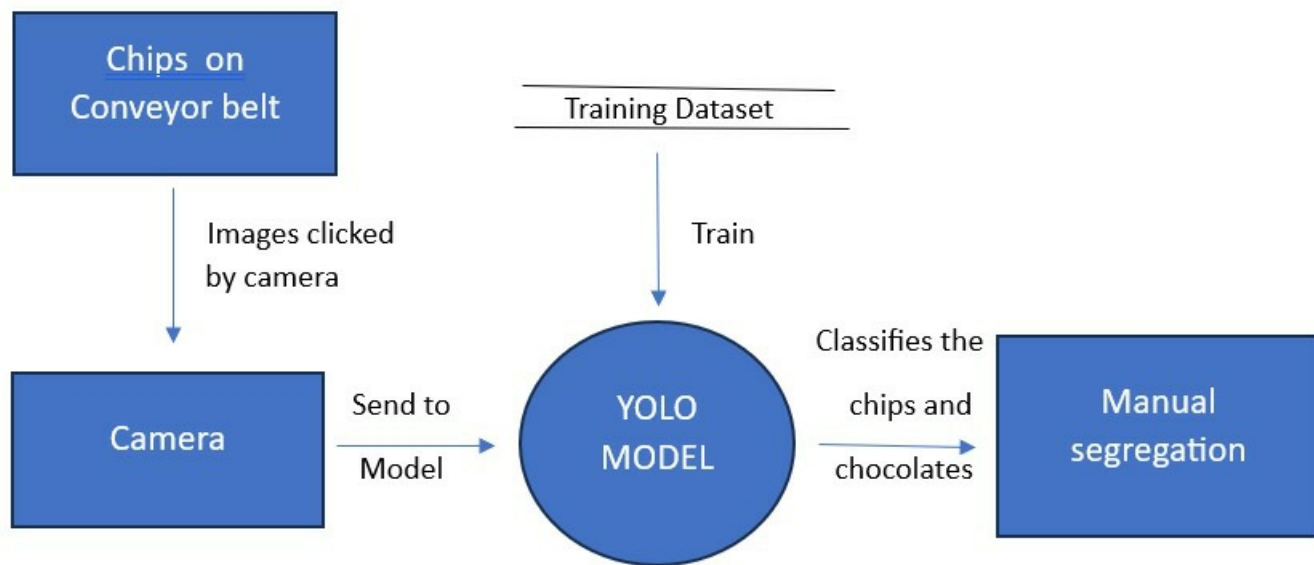 Chips on
Conveyor belt
Training Dataset
Images clicked
by camera
Train
Camera
Send to
Model
YOLO
MODEL
Classifies the
chips and
chocolates
Manual
segregation